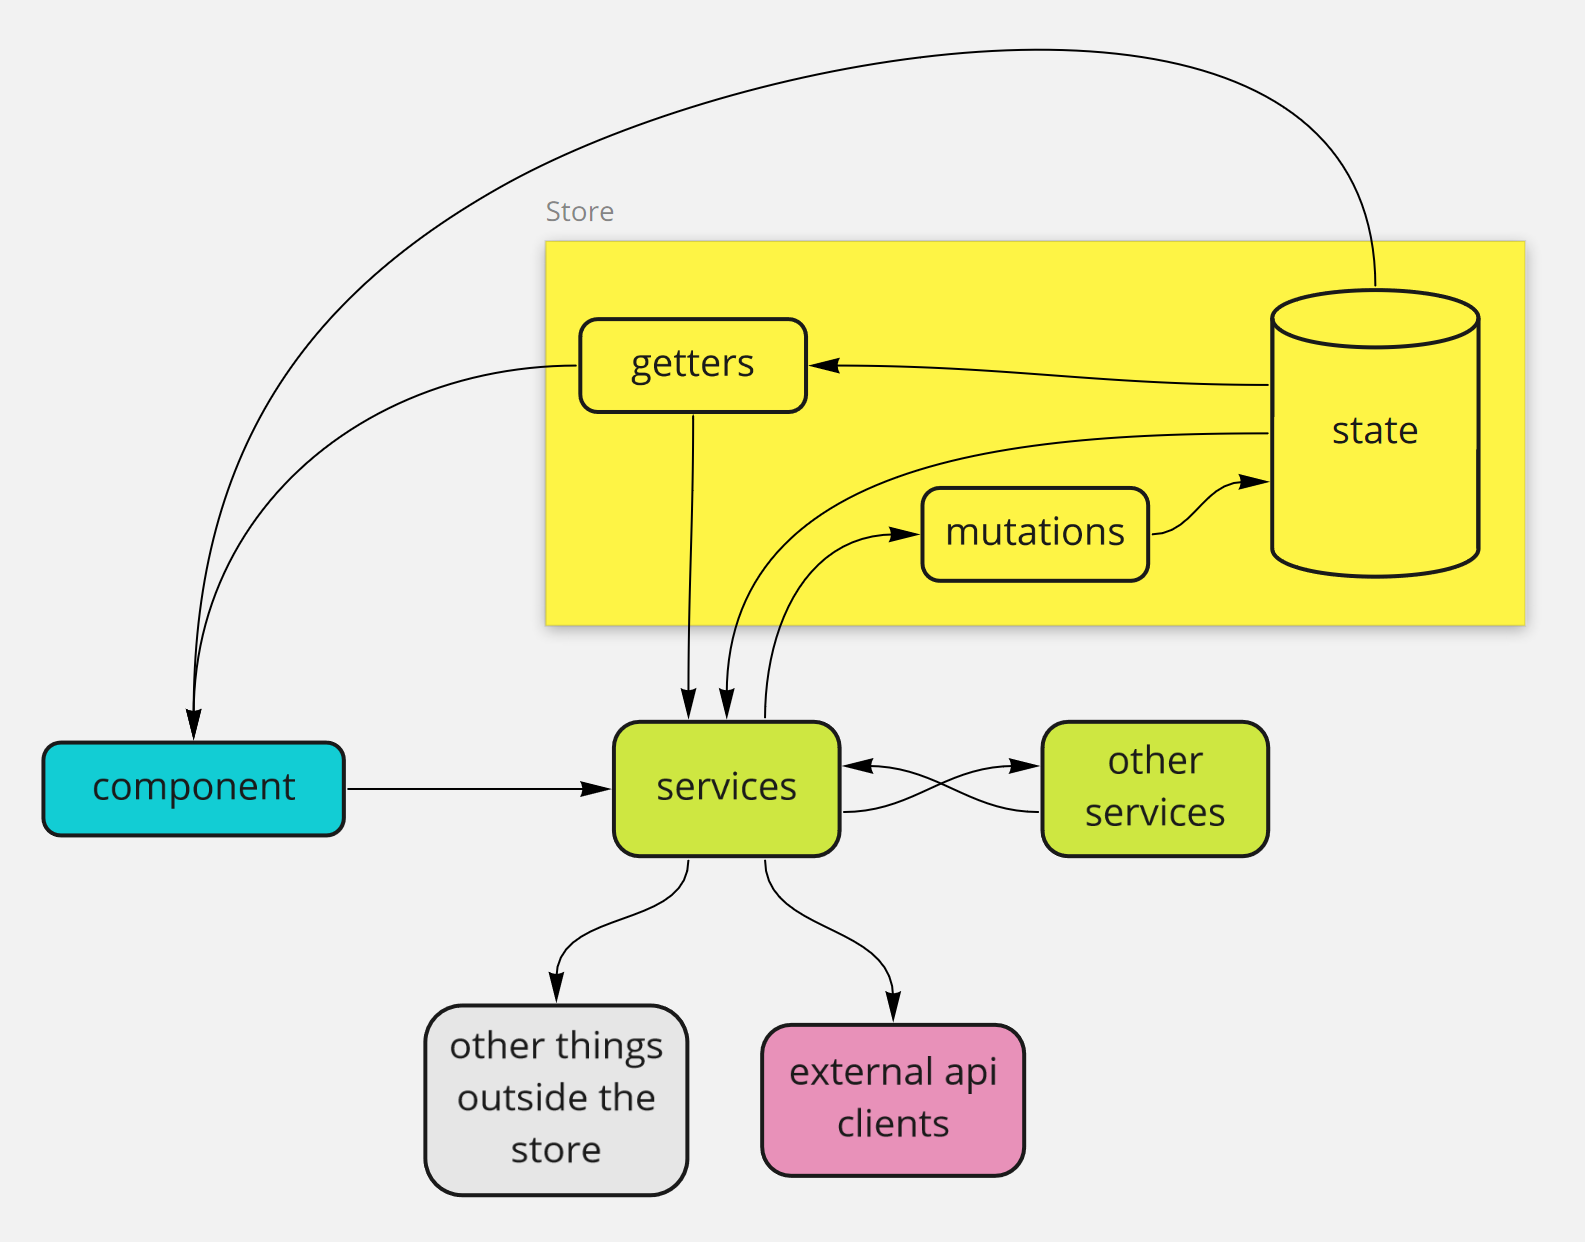 Store
getters
state
mutations
component
services
other
services
other things
outside the
store
external api
clients